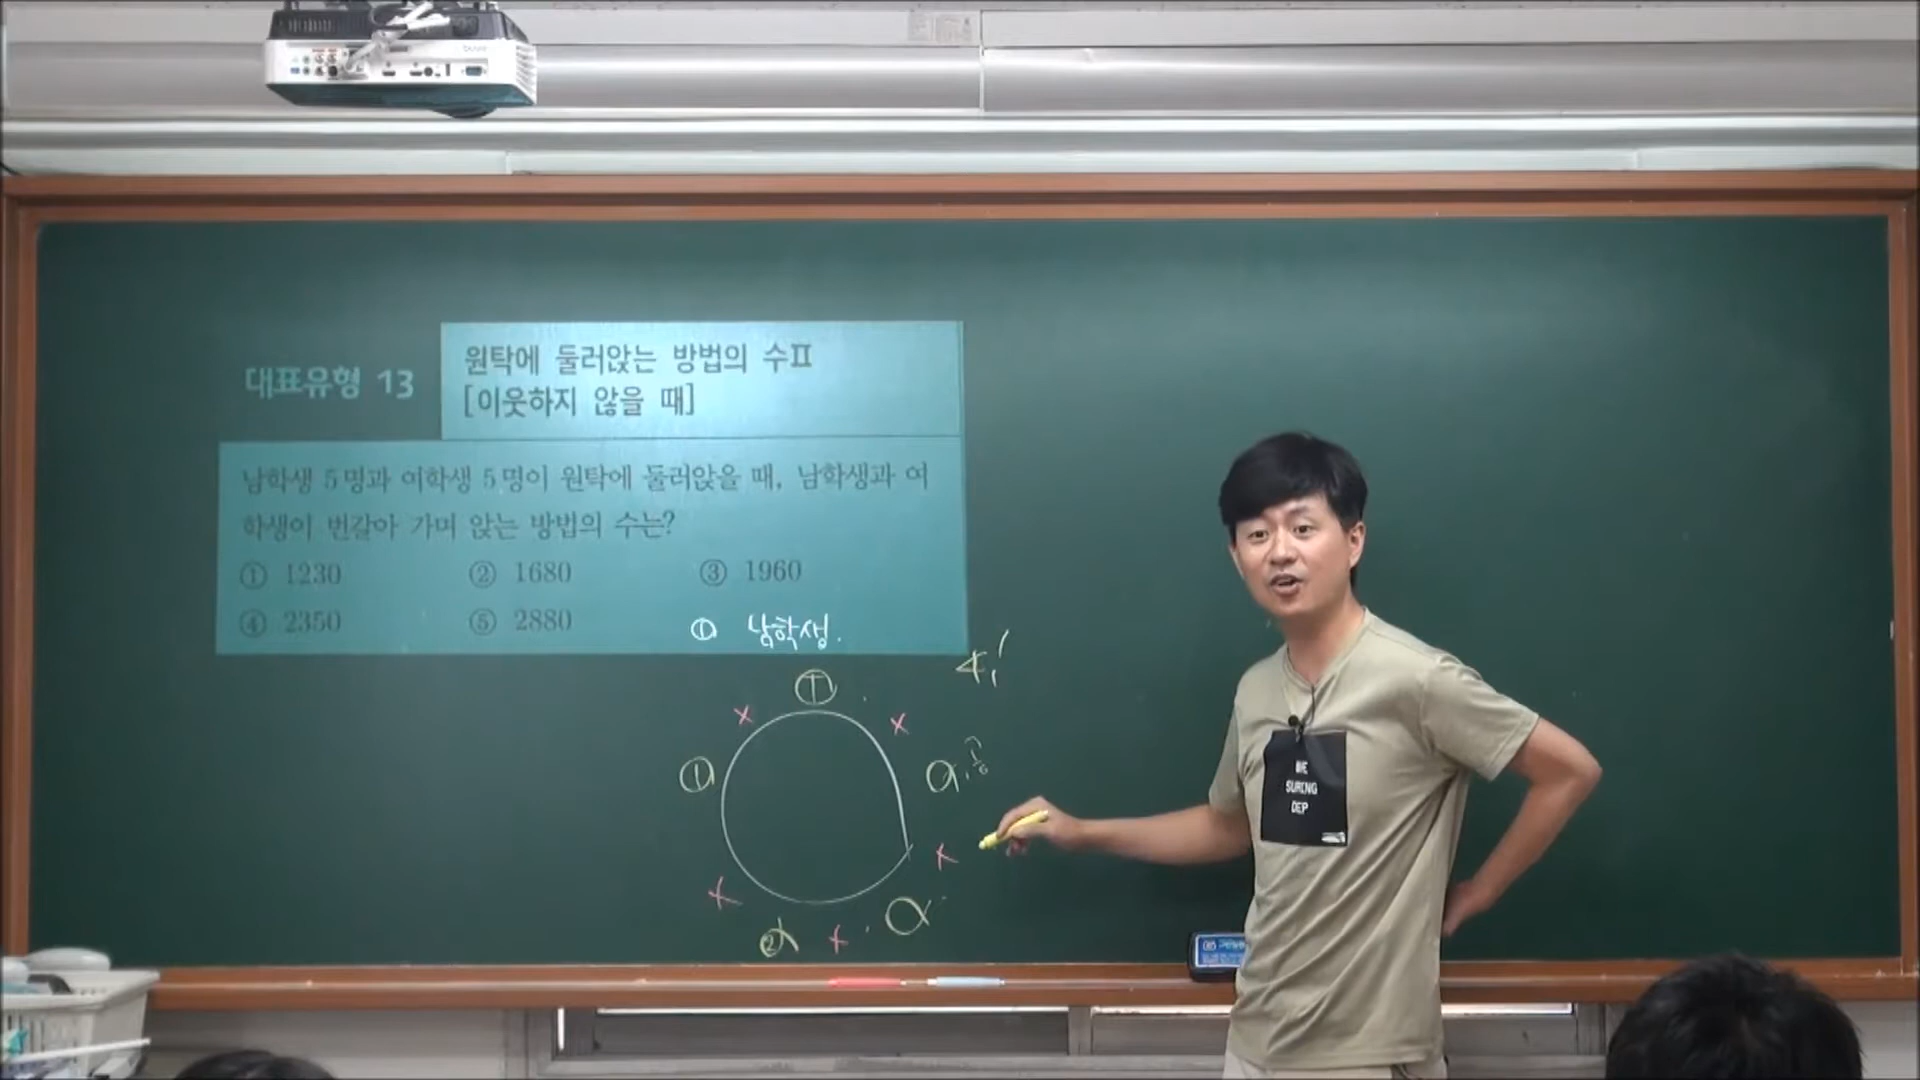 대표유형 13
원탁에 둘러앉는 방법의 수Ⅱ
[이웃하지 않을 때]
남학생 5명과 여학생 5명이 원탁에 둘러앉을 때, 남학생과 여
학생이 번갈아 가며 앉는 방법의 수는?
① 1230 ② 1680 ③ 1960
④ 2350 ⑤ 2880
① 남학생.
4!